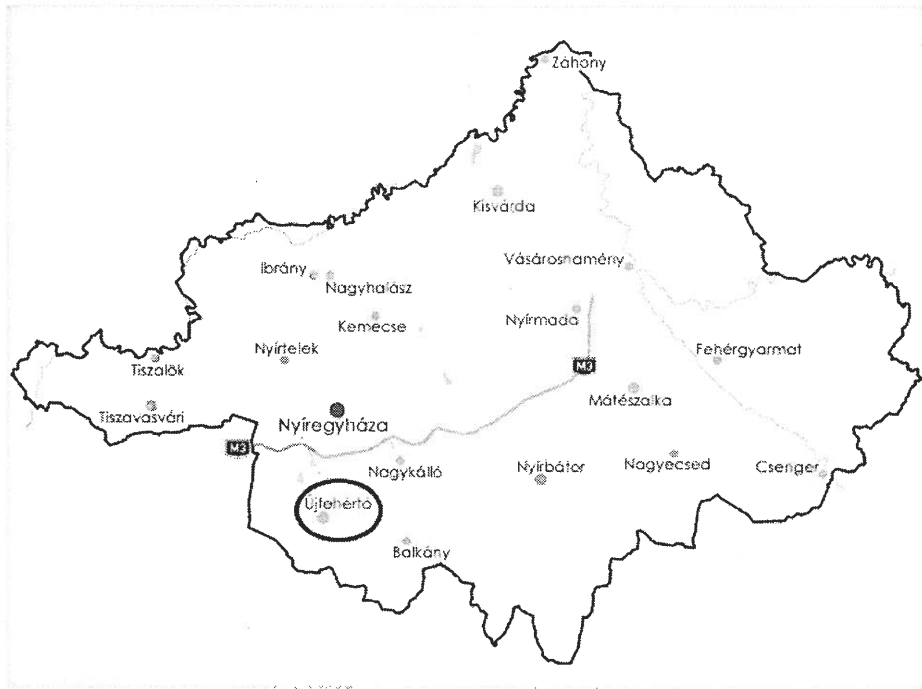 Záhony
Kisvárda
Vásárosnamény
Ibrány
Nagyhalász
Kemecse
Nyírmada
Nyírtelek
Fehérgyarmat
Tiszalök
M3
Mátészalka
Tiszavasvári
Nyíregyháza
M3
Nagykálló
Nyírbátor
Nagyecsed
Csenger
Újfehértó
Balkány